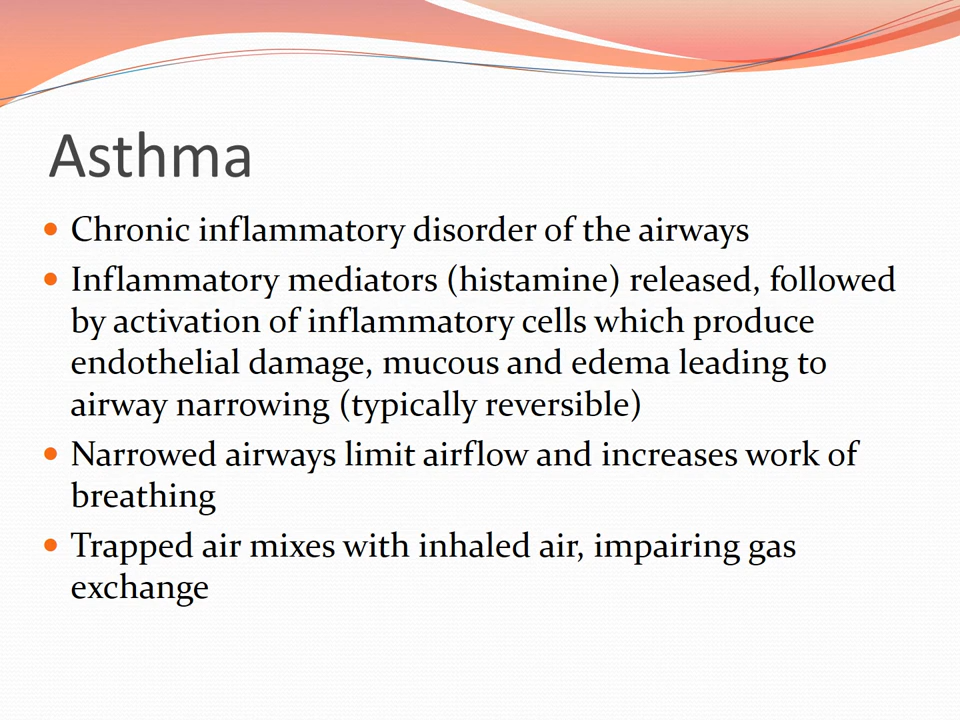 Asthma
Chronic inflammatory disorder of the airways
Inflammatory mediators (histamine) released, followed
by activation of inflammatory cells which produce
endothelial damage, mucous and edema leading to
airway narrowing (typically reversible)
Narrowed airways limit airflow and increases work of
breathing
Trapped air mixes with inhaled air, impairing gas
exchange